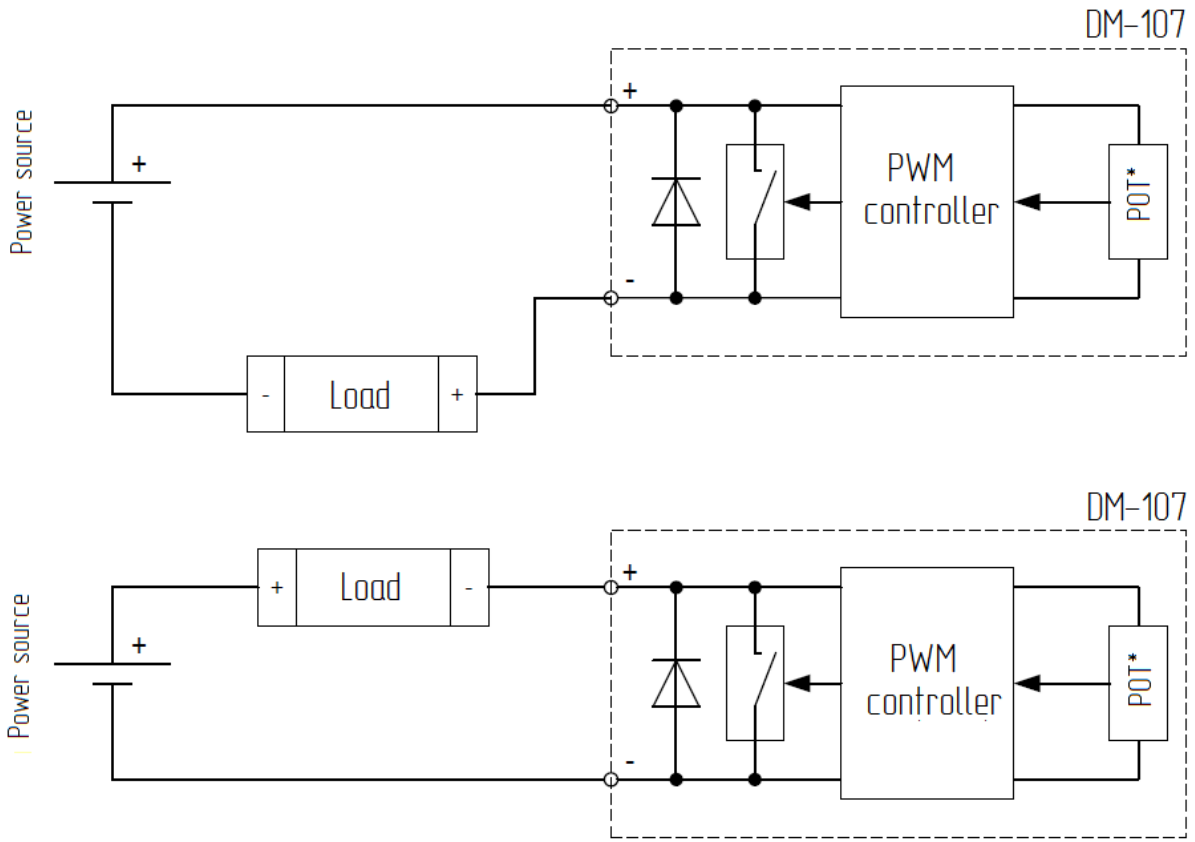 DM-107
+
+
Power source
PWM
controller
POT*
-
- Load +
DM-107
+ Load -
+
+
Power source
PWM
controller
POT*
-